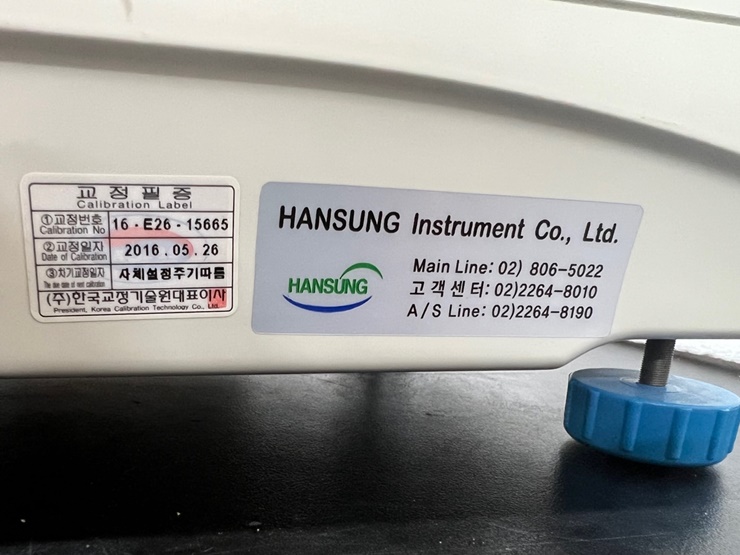 교정필증
Calibration Label
①교정번호 16 - E26 - 15665
Calibration No
②교정일자 2016 . 05 . 26
Date of Calibration
③차기교정일자 자체설정주기따름
(주)한국교정기술원대표이사
President, Korea Calibration Technology Co., Ltd.
HANSUNG Instrument Co., Ltd.
HANSUNG
Main Line: 02) 806-5022
고객센터: 02)2264-8010
A/S Line: 02)2264-8190